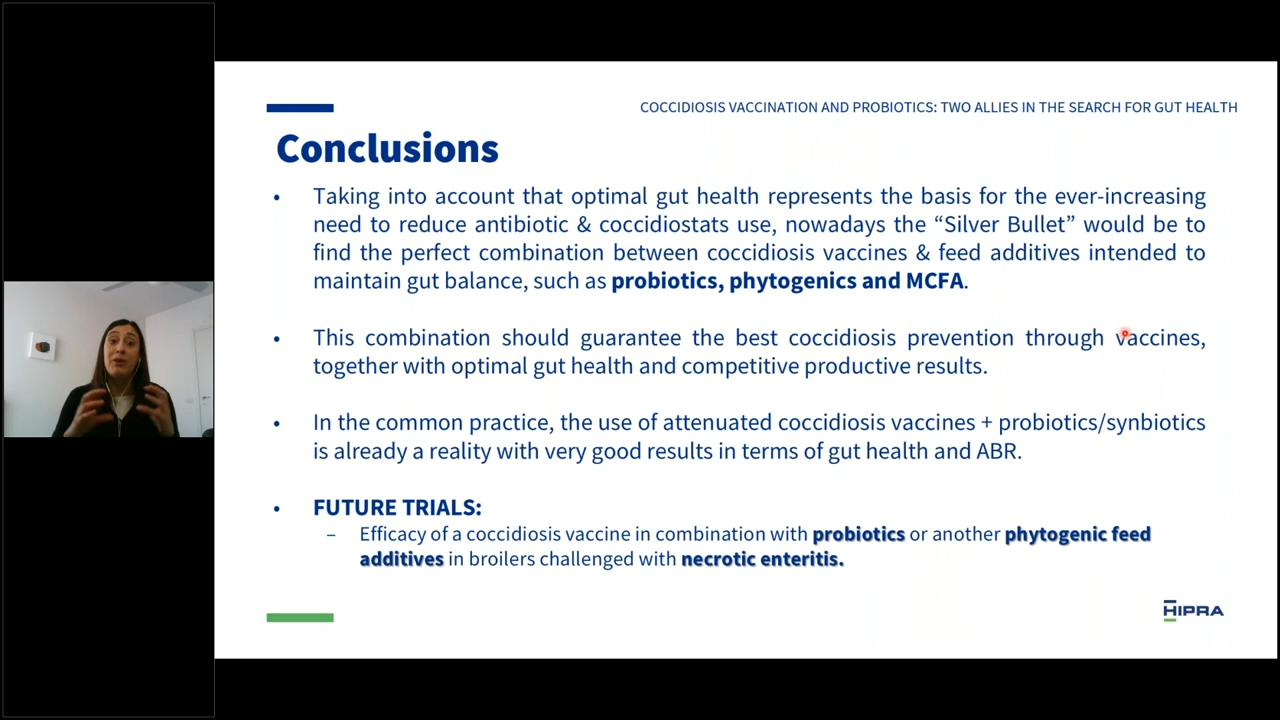 COCCIDIOSIS VACCINATION AND PROBIOTICS: TWO ALLIES IN THE SEARCH FOR GUT HEALTH
Conclusions
• Taking into account that optimal gut health represents the basis for the ever-increasing
need to reduce antibiotic & coccidiostats use, nowadays the “Silver Bullet” would be to
find the perfect combination between coccidiosis vaccines & feed additives intended to
maintain gut balance, such as probiotics, phytogenics and MCFA.
• This combination should guarantee the best coccidiosis prevention through vaccines,
together with optimal gut health and competitive productive results.
• In the common practice, the use of attenuated coccidiosis vaccines + probiotics/synbiotics
is already a reality with very good results in terms of gut health and ABR.
• FUTURE TRIALS:
– Efficacy of a coccidiosis vaccine in combination with probiotics or another phytogenic feed
additives in broilers challenged with necrotic enteritis.
HIPRA